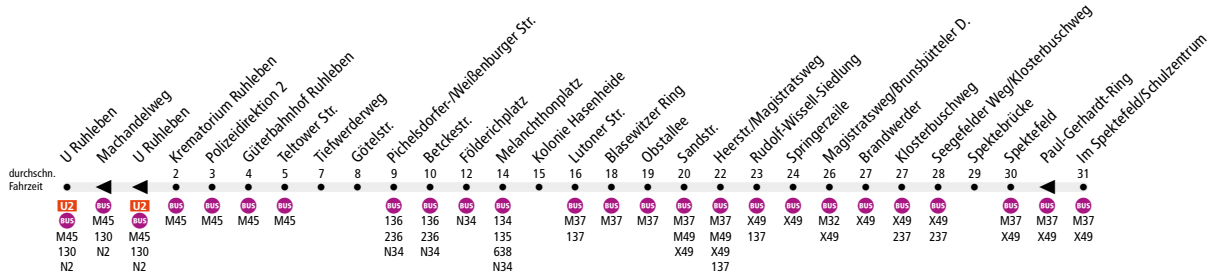 U Ruhleben
Machandelweg
U Ruhleben
Krematorium Ruhleben
Polizeidirektion 2
Güterbahnhof Ruhleben
Teltower Str.
Tiefwerderweg
Götelstr.
Pichelsdorfer-/Weißenburger Str.
Betckestr.
Földerichplatz
Melanchthonplatz
Kolonie Hasenheide
Lutoner Str.
Blasewitzer Ring
Obstallee
Sandstr.
Heerstr./Magistratsweg
Rudolf-Wissell-Siedlung
Springerzeile
Magistratsweg/Brunsbütteler D.
Brandwerder
Klosterbuschweg
Seegefelder Weg/Klosterbuschweg
Spektebrücke
Spektefeld
Paul-Gerhardt-Ring
Im Spektefeld/Schulzentrum
durchschn.
Fahrzeit 2 3 4 5 7 8 9 10 12 14 15 16 18 19 20 22 23 24 26 27 27 28 29 30 31
U2 BUS U2 BUS BUS BUS BUS BUS BUS BUS BUS BUS BUS BUS BUS BUS BUS BUS BUS BUS BUS BUS BUS BUS BUS
BUS M45 BUS M45 M45 M45 M45 136 136 N34 134 M37 M37 M37 M37 M37 X49 X49 M32 X49 X49 X49 M37 M37 M37
M45 130 M45 236 236 135 137 M49 M49 137 X49 237 237 X49 X49 X49
130 N2 130 N34 N34 638 X49 X49
N2 N2 N34 137